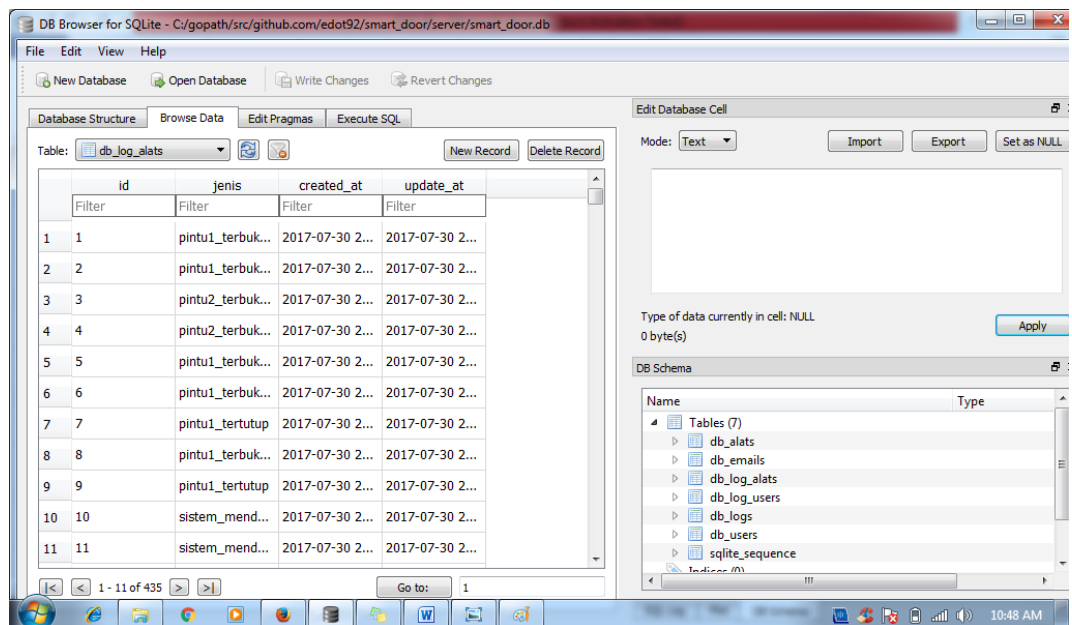 DB Browser for SQLite - C:/gopath/src/github.com/edot92/smart_door/server/smart_door.db
File Edit View Help
New Database Open Database Write Changes Revert Changes
Database Structure Browse Data Edit Pragmas Execute SQL
Table: db_log_alats New Record Delete Record
id jenis created_at update_at
Filter Filter Filter Filter
1 1 pintu1_terbuk... 2017-07-30 2... 2017-07-30 2...
2 2 pintu1_terbuk... 2017-07-30 2... 2017-07-30 2...
3 3 pintu2_terbuk... 2017-07-30 2... 2017-07-30 2...
4 4 pintu2_terbuk... 2017-07-30 2... 2017-07-30 2...
5 5 pintu1_terbuk... 2017-07-30 2... 2017-07-30 2...
6 6 pintu1_terbuk... 2017-07-30 2... 2017-07-30 2...
7 7 pintu1_tertutup 2017-07-30 2... 2017-07-30 2...
8 8 pintu1_terbuk... 2017-07-30 2... 2017-07-30 2...
9 9 pintu1_tertutup 2017-07-30 2... 2017-07-30 2...
10 10 sistem_mend... 2017-07-30 2... 2017-07-30 2...
11 11 sistem_mend... 2017-07-30 2... 2017-07-30 2...
|< < 1 - 11 of 435 > >| Go to: 1
Edit Database Cell
Mode: Text Import Export Set as NULL
Type of data currently in cell: NULL
0 byte(s)
Apply
DB Schema
Name Type
Tables (7)
db_alats
db_emails
db_log_alats
db_log_users
db_logs
db_users
sqlite_sequence
Indices (0)
10:48 AM